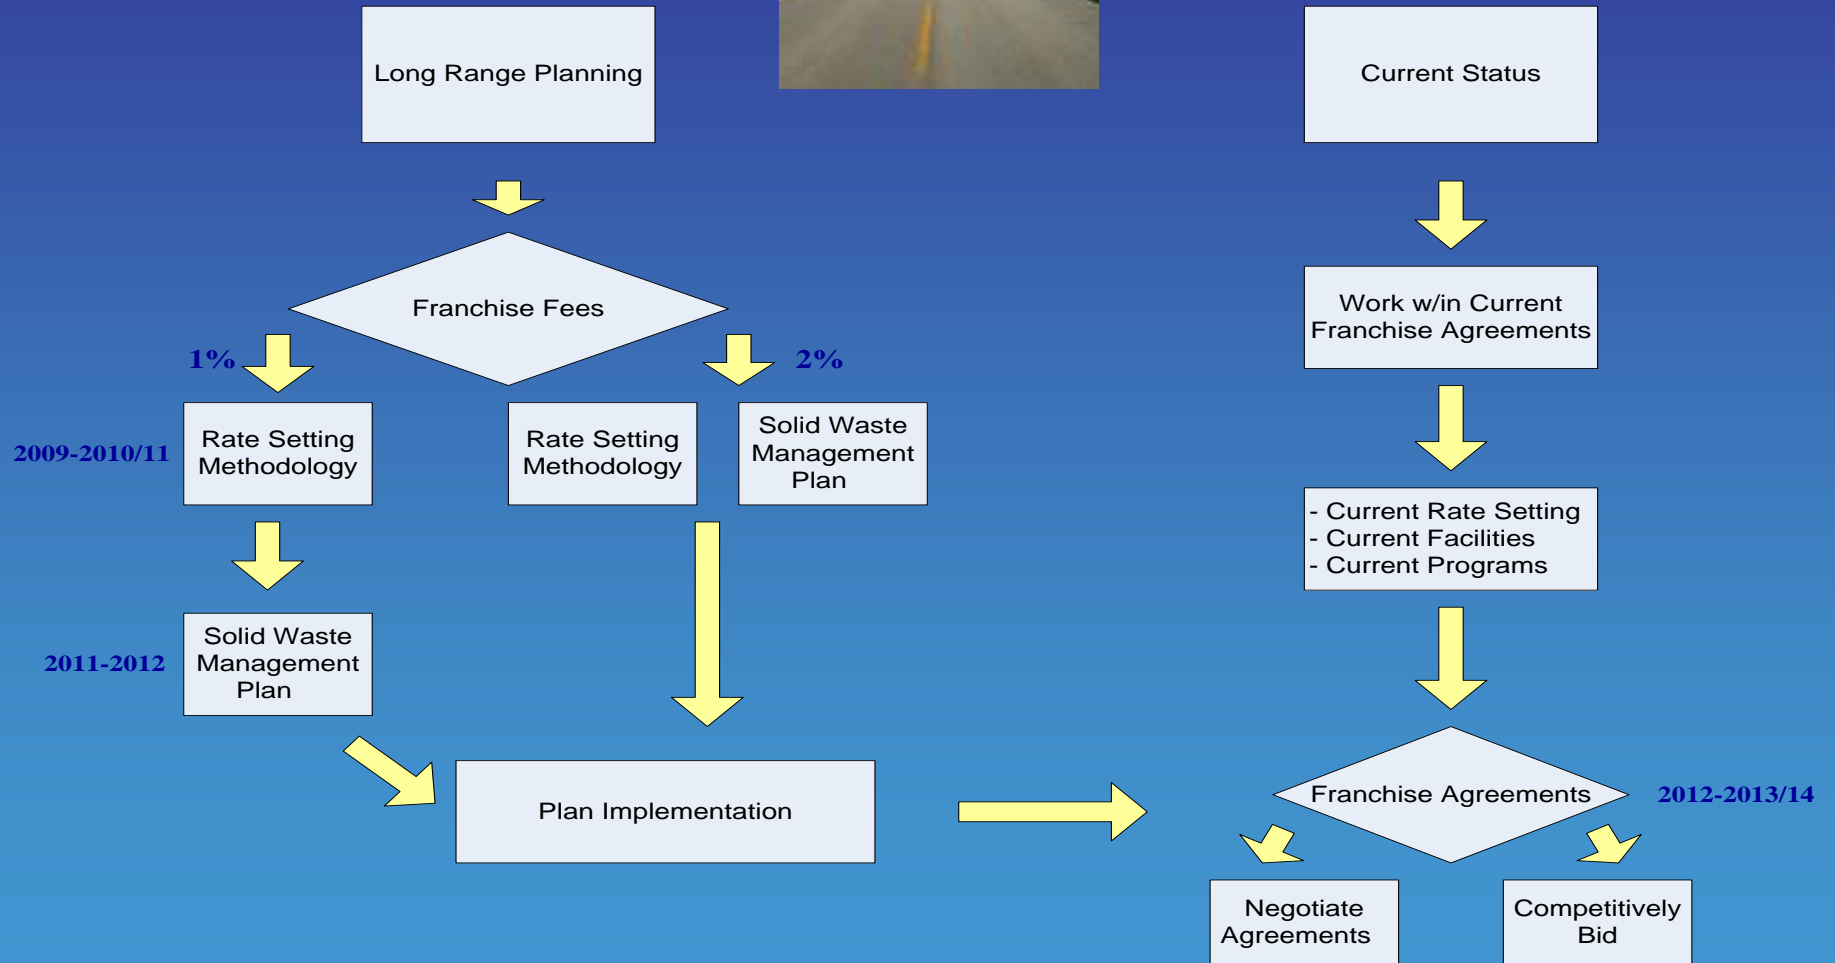 Long Range Planning
Current Status
Franchise Fees
Work w/in Current
Franchise Agreements
1%
2%
2009-2010/11
Rate Setting
Methodology
Rate Setting
Methodology
Solid Waste
Management
Plan
- Current Rate Setting
- Current Facilities
- Current Programs
2011-2012
Solid Waste
Management
Plan
Plan Implementation
Franchise Agreements
2012-2013/14
Negotiate
Agreements
Competitively
Bid